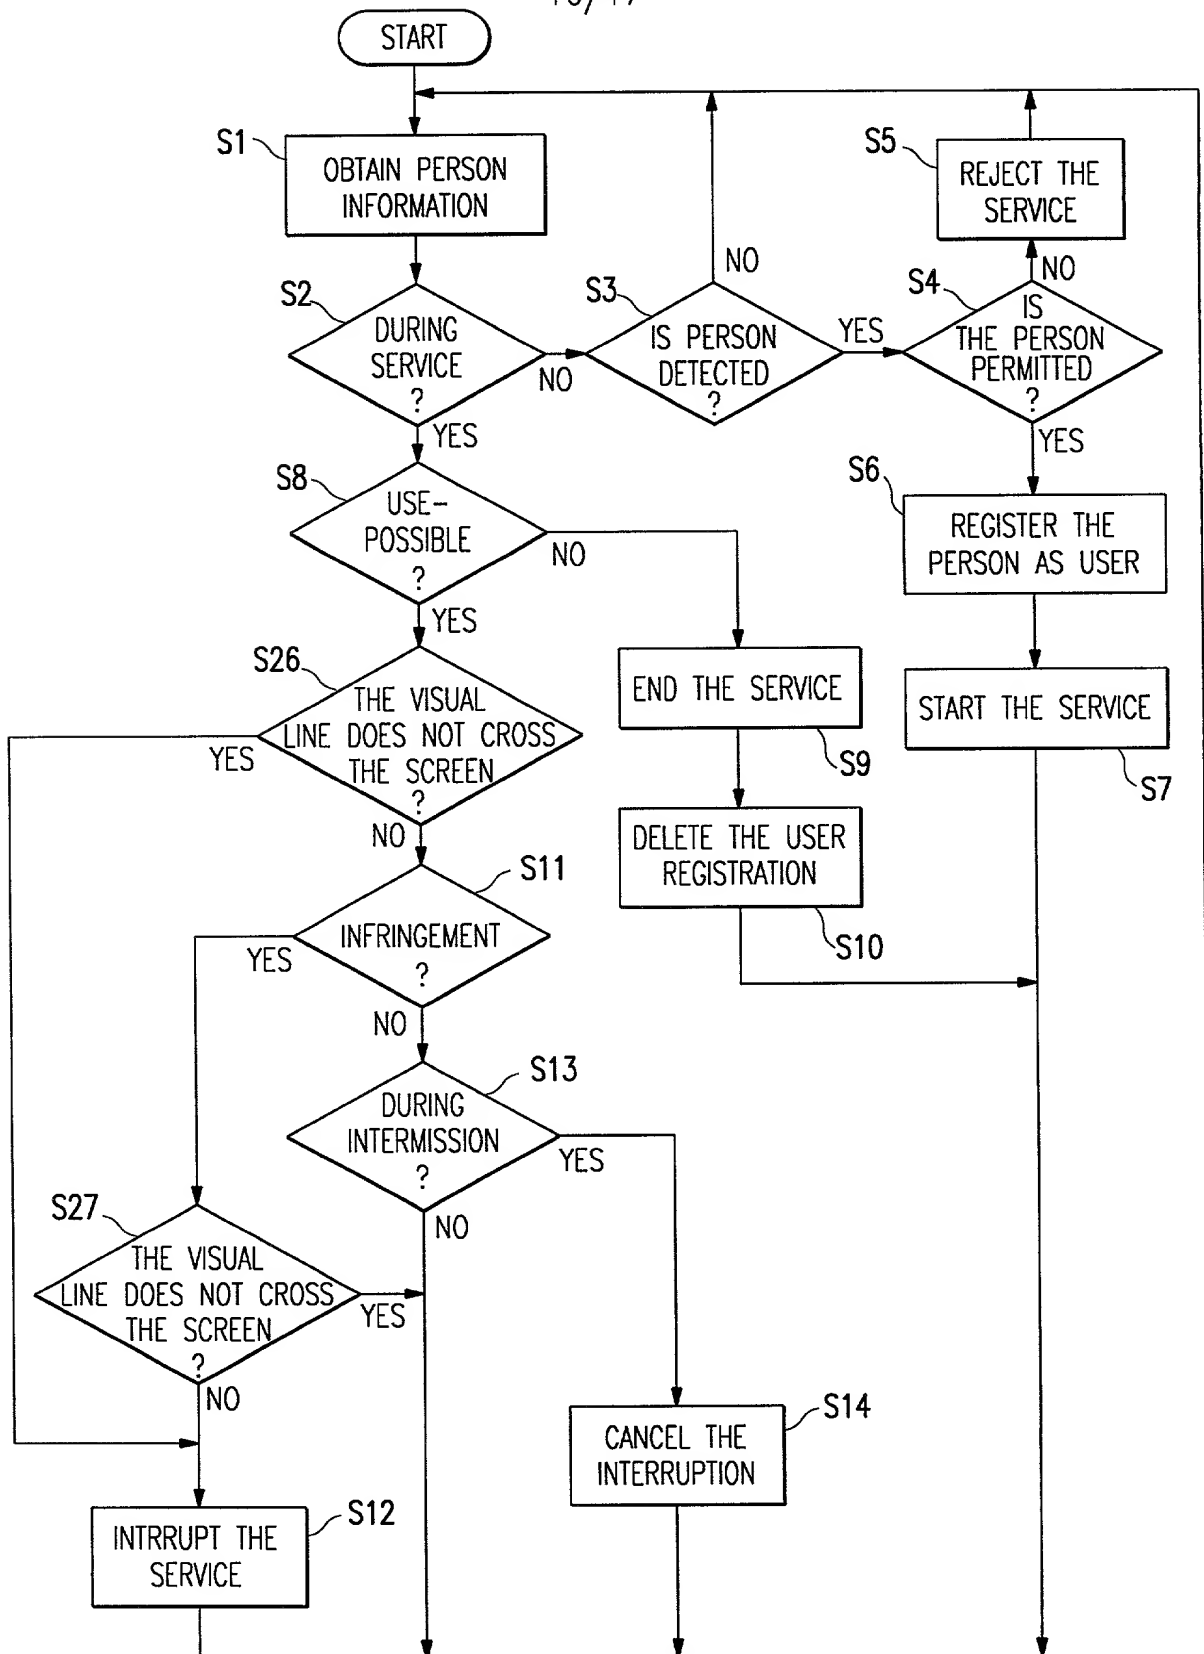 START
S1
OBTAIN PERSON
INFORMATION
S5
REJECT THE
SERVICE
NO
NO
S2
DURING
SERVICE
?
NO
YES
S3
IS PERSON
DETECTED
?
YES
S4
IS
THE PERSON
PERMITTED
?
YES
S6
REGISTER THE
PERSON AS USER
S8
USE-
POSSIBLE
?
NO
YES
S26
THE VISUAL
LINE DOES NOT CROSS
THE SCREEN
?
YES
NO
END THE SERVICE
S9
START THE SERVICE
S7
DELETE THE USER
REGISTRATION
S10
S11
INFRINGEMENT
?
YES
NO
S13
DURING
INTERMISSION
?
YES
NO
S27
THE VISUAL
LINE DOES NOT CROSS
THE SCREEN
?
YES
NO
S14
CANCEL THE
INTERRUPTION
S12
INTRRUPT THE
SERVICE